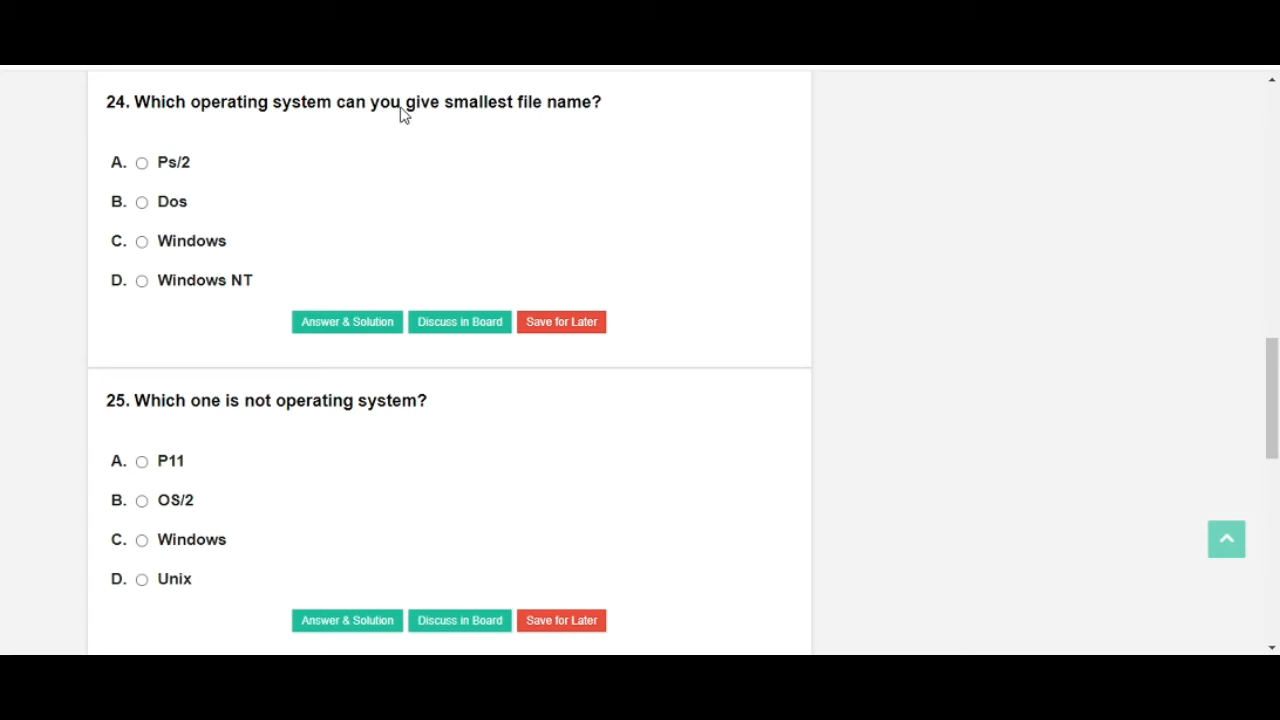 24. Which operating system can you give smallest file name?
A. Ps/2
B. Dos
C. Windows
D. Windows NT
Answer & Solution Discuss in Board Save for Later
25. Which one is not operating system?
A. P11
B. OS/2
C. Windows
D. Unix
Answer & Solution Discuss in Board Save for Later